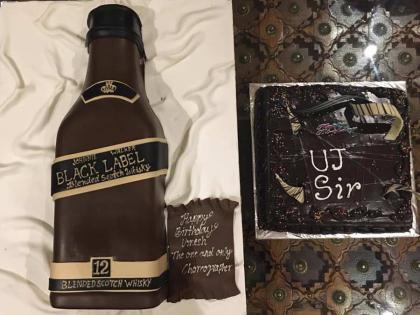 JOHNNIE WALKER
BLACK LABEL
Blended Scotch Whisky
12
BLENDED SCOTCH WHISKY
Happy
Birthday
Umesh
The one and only
Chorropaiter
UJ
Sir